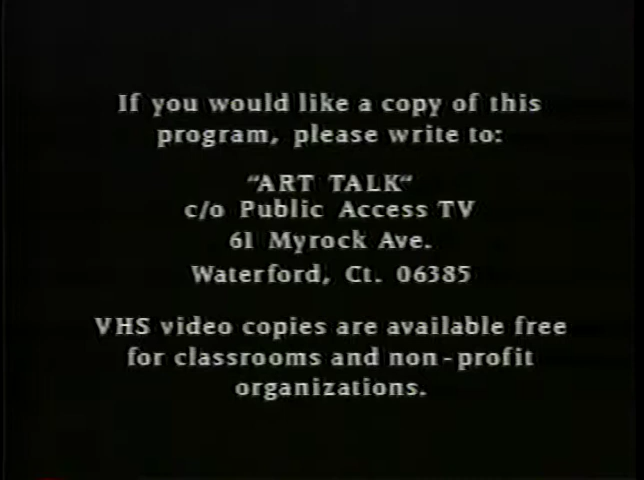 If you would like a copy of this
program, please write to:
"ART TALK"
c/o Public Access TV
61 Myrock Ave.
Waterford, Ct. 06385
VHS video copies are available free
for classrooms and non-profit
organizations.